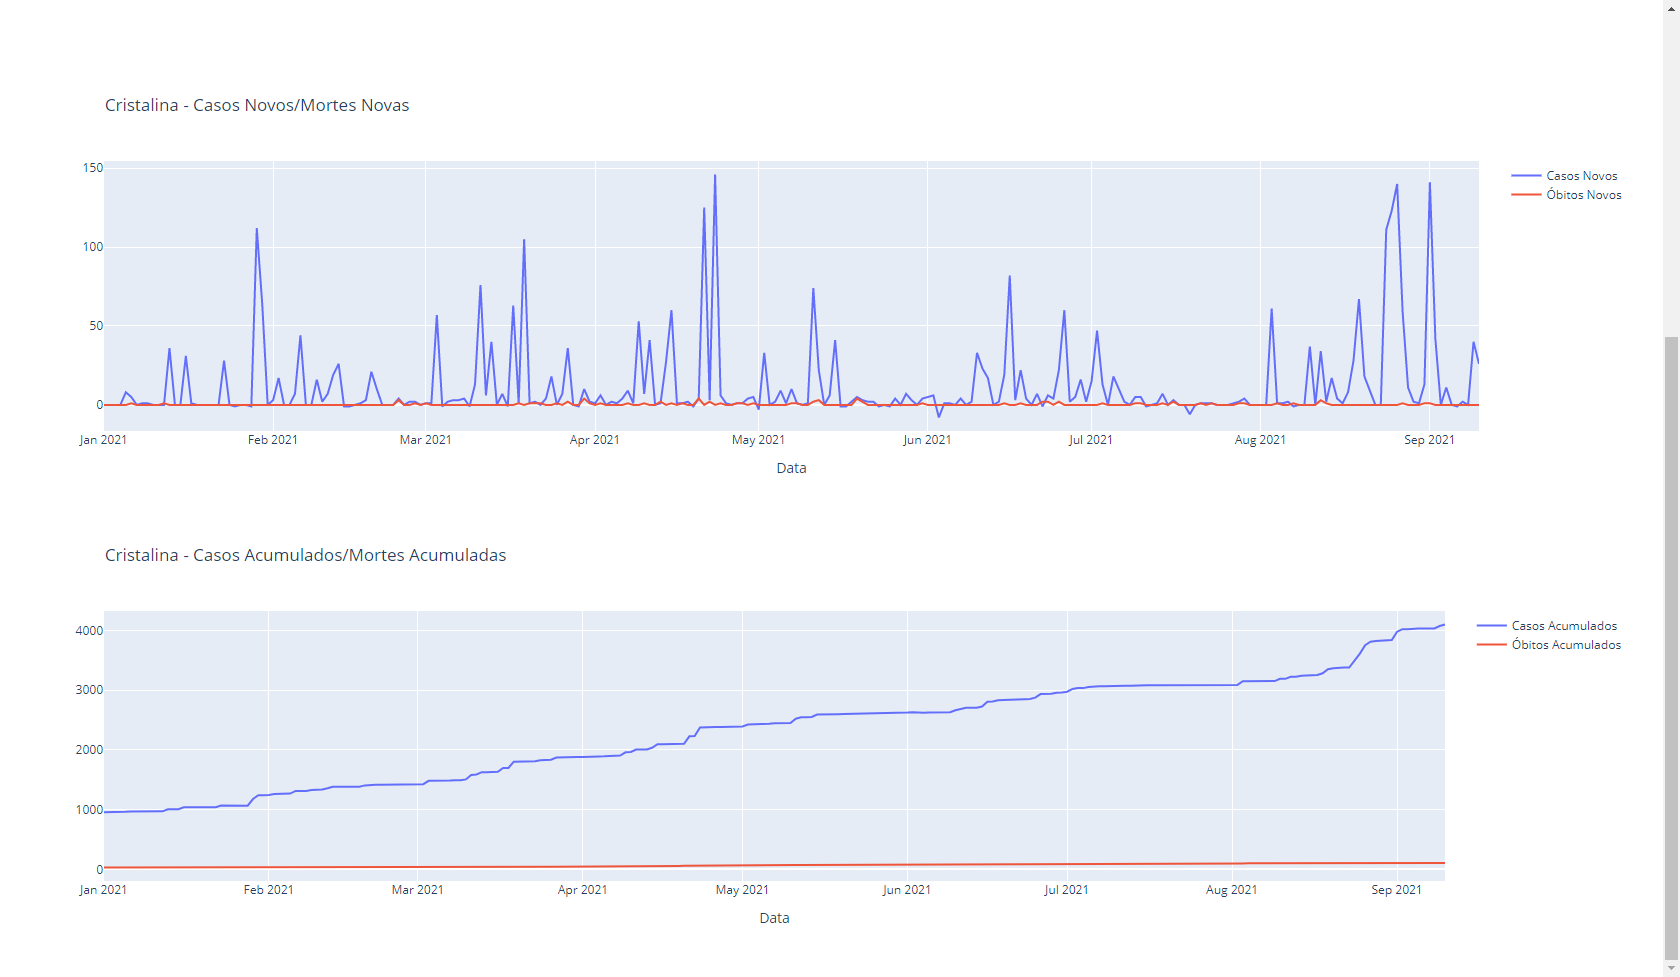 Cristalina - Casos Novos/Mortes Novas
150
100
50
0
Casos Novos
Óbitos Novos
Jan 2021 Feb 2021 Mar 2021 Apr 2021 May 2021 Jun 2021 Jul 2021 Aug 2021 Sep 2021
Data
Cristalina - Casos Acumulados/Mortes Acumuladas
4000
3000
2000
1000
0
Casos Acumulados
Óbitos Acumulados
Jan 2021 Feb 2021 Mar 2021 Apr 2021 May 2021 Jun 2021 Jul 2021 Aug 2021 Sep 2021
Data